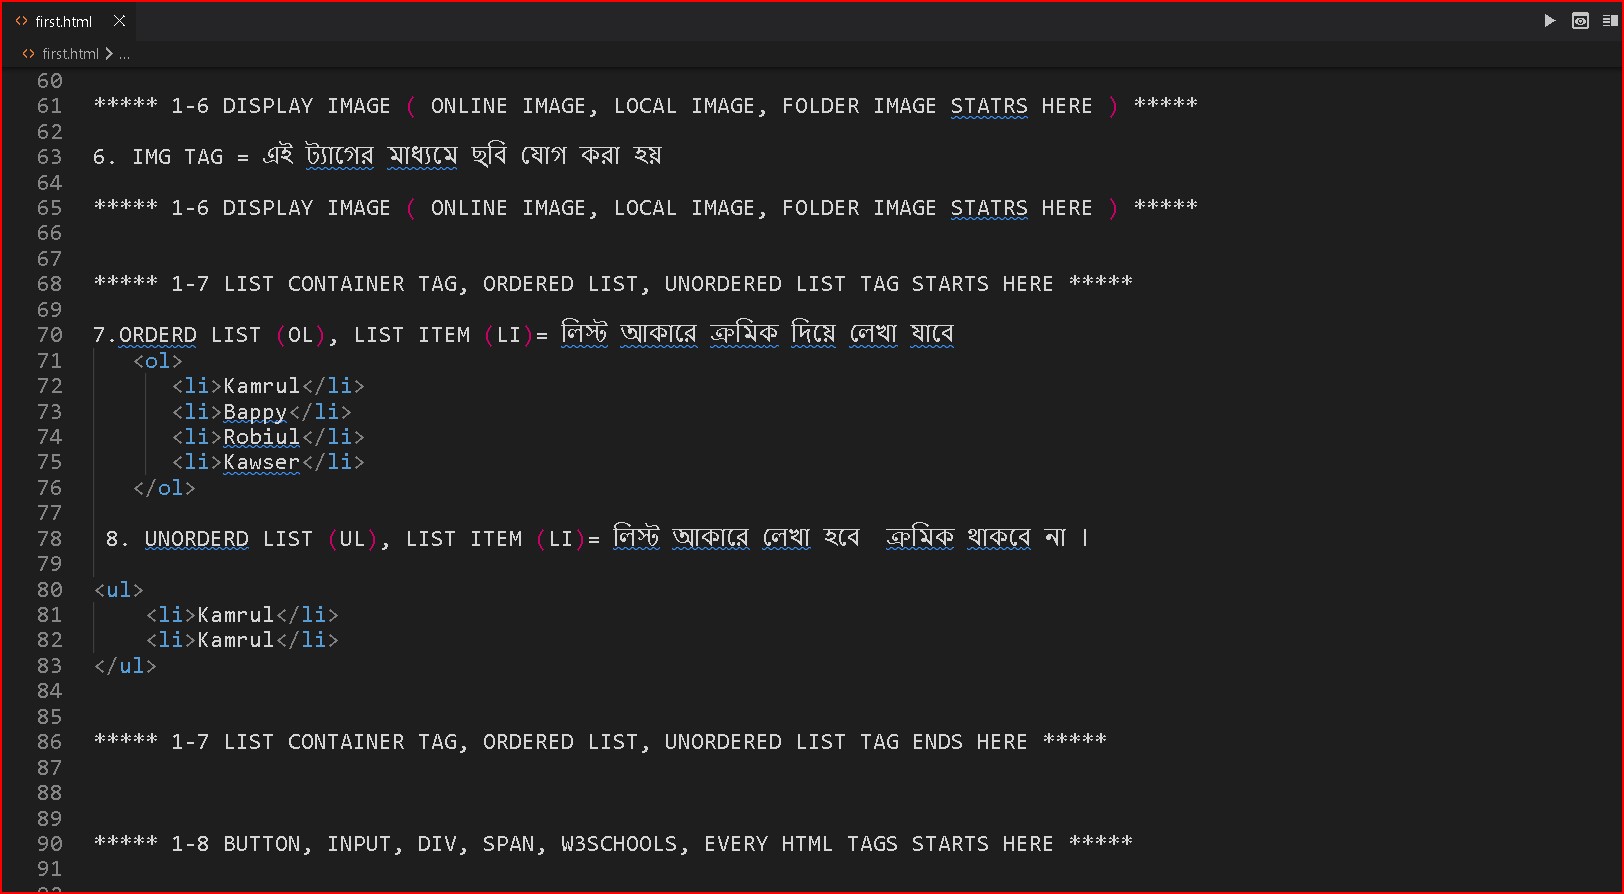 first.html
first.html > ...
60
61 ***** 1-6 DISPLAY IMAGE ( ONLINE IMAGE, LOCAL IMAGE, FOLDER IMAGE STATRS HERE ) *****
62
63 6. IMG TAG = এই ট্যাগের মাধ্যমে ছবি যোগ করা হয়
64
65 ***** 1-6 DISPLAY IMAGE ( ONLINE IMAGE, LOCAL IMAGE, FOLDER IMAGE STATRS HERE ) *****
66
67
68 ***** 1-7 LIST CONTAINER TAG, ORDERED LIST, UNORDERED LIST TAG STARTS HERE *****
69
70 7.ORDERD LIST (OL), LIST ITEM (LI)= লিস্ট আকারে ক্রমিক দিয়ে লেখা যাবে
71 <ol>
72 <li>Kamrul</li>
73 <li>Bappy</li>
74 <li>Robiul</li>
75 <li>Kawser</li>
76 </ol>
77
78 8. UNORDERD LIST (UL), LIST ITEM (LI)= লিস্ট আকারে লেখা হবে ক্রমিক থাকবে না ।
79
80 <ul>
81 <li>Kamrul</li>
82 <li>Kamrul</li>
83 </ul>
84
85
86 ***** 1-7 LIST CONTAINER TAG, ORDERED LIST, UNORDERED LIST TAG ENDS HERE *****
87
88
89
90 ***** 1-8 BUTTON, INPUT, DIV, SPAN, W3SCHOOLS, EVERY HTML TAGS STARTS HERE *****
91